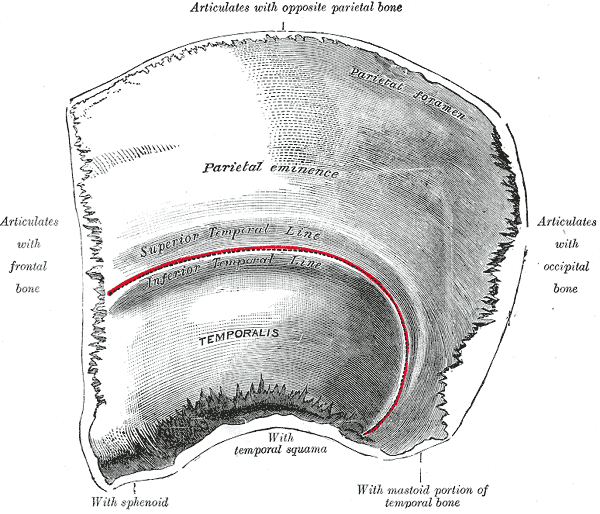 Articulates with opposite parietal bone
Parietal foramen
Parietal eminence
Articulates
with
frontal
bone
Articulates
with
occipital
bone
Superior Temporal Line
Inferior Temporal Line
TEMPORALIS
With
temporal squama
With sphenoid
With mastoid portion of
temporal bone